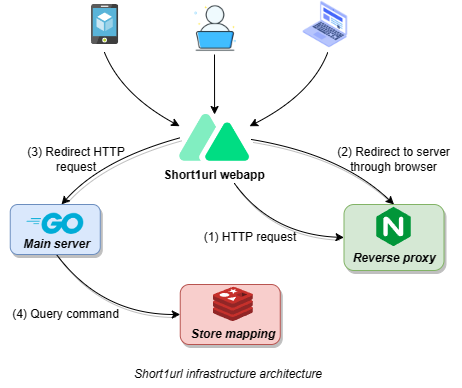 (3) Redirect HTTP
request
(2) Redirect to server
through browser
Short1url webapp
GO
Main server
(1) HTTP request
N
Reverse proxy
(4) Query command
Store mapping
Short1url infrastructure architecture